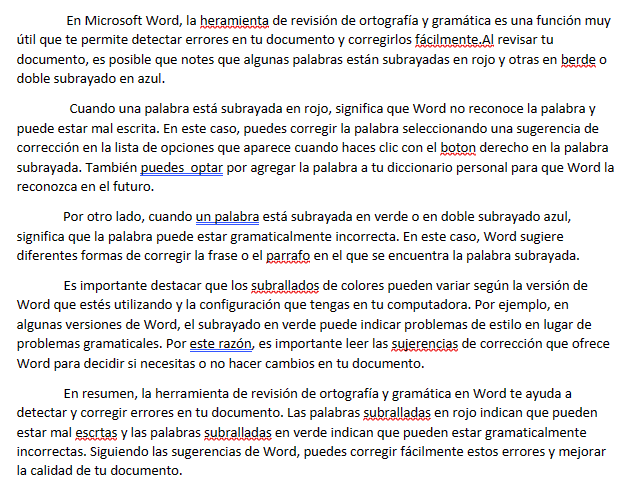 En Microsoft Word, la heramienta de revisión de ortografía y gramática es una función muy
útil que te permite detectar errores en tu documento y corregirlos fácilmente.Al revisar tu
documento, es posible que notes que algunas palabras están subrayadas en rojo y otras en berde o
doble subrayado en azul.
Cuando una palabra está subrayada en rojo, significa que Word no reconoce la palabra y
puede estar mal escrita. En este caso, puedes corregir la palabra seleccionando una sugerencia de
corrección en la lista de opciones que aparece cuando haces clic con el boton derecho en la palabra
subrayada. También puedes  optar por agregar la palabra a tu diccionario personal para que Word la
reconozca en el futuro.
Por otro lado, cuando un palabra está subrayada en verde o en doble subrayado azul,
significa que la palabra puede estar gramaticalmente incorrecta. En este caso, Word sugiere
diferentes formas de corregir la frase o el parrafo en el que se encuentra la palabra subrayada.
Es importante destacar que los subrallados de colores pueden variar según la versión de
Word que estés utilizando y la configuración que tengas en tu computadora. Por ejemplo, en
algunas versiones de Word, el subrayado en verde puede indicar problemas de estilo en lugar de
problemas gramaticales. Por este razón, es importante leer las sujerencias de corrección que ofrece
Word para decidir si necesitas o no hacer cambios en tu documento.
En resumen, la herramienta de revisión de ortografía y gramática en Word te ayuda a
detectar y corregir errores en tu documento. Las palabras subralladas en rojo indican que pueden
estar mal escrtas y las palabras subralladas en verde indican que pueden estar gramaticalmente
incorrectas. Siguiendo las sugerencias de Word, puedes corregir fácilmente estos errores y mejorar
la calidad de tu documento.